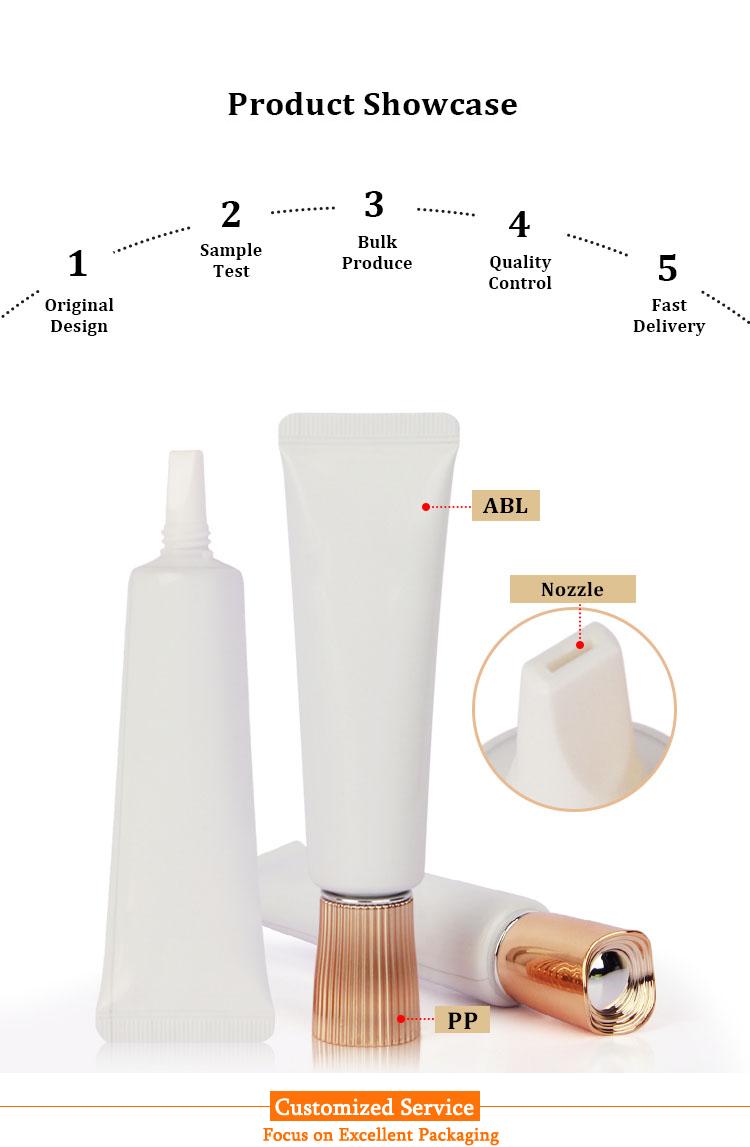 Product Showcase
1
Original
Design
2
Sample
Test
3
Bulk
Produce
4
Quality
Control
5
Fast
Delivery
ABL
Nozzle
PP
Customized Service
Focus on Excellent Packaging